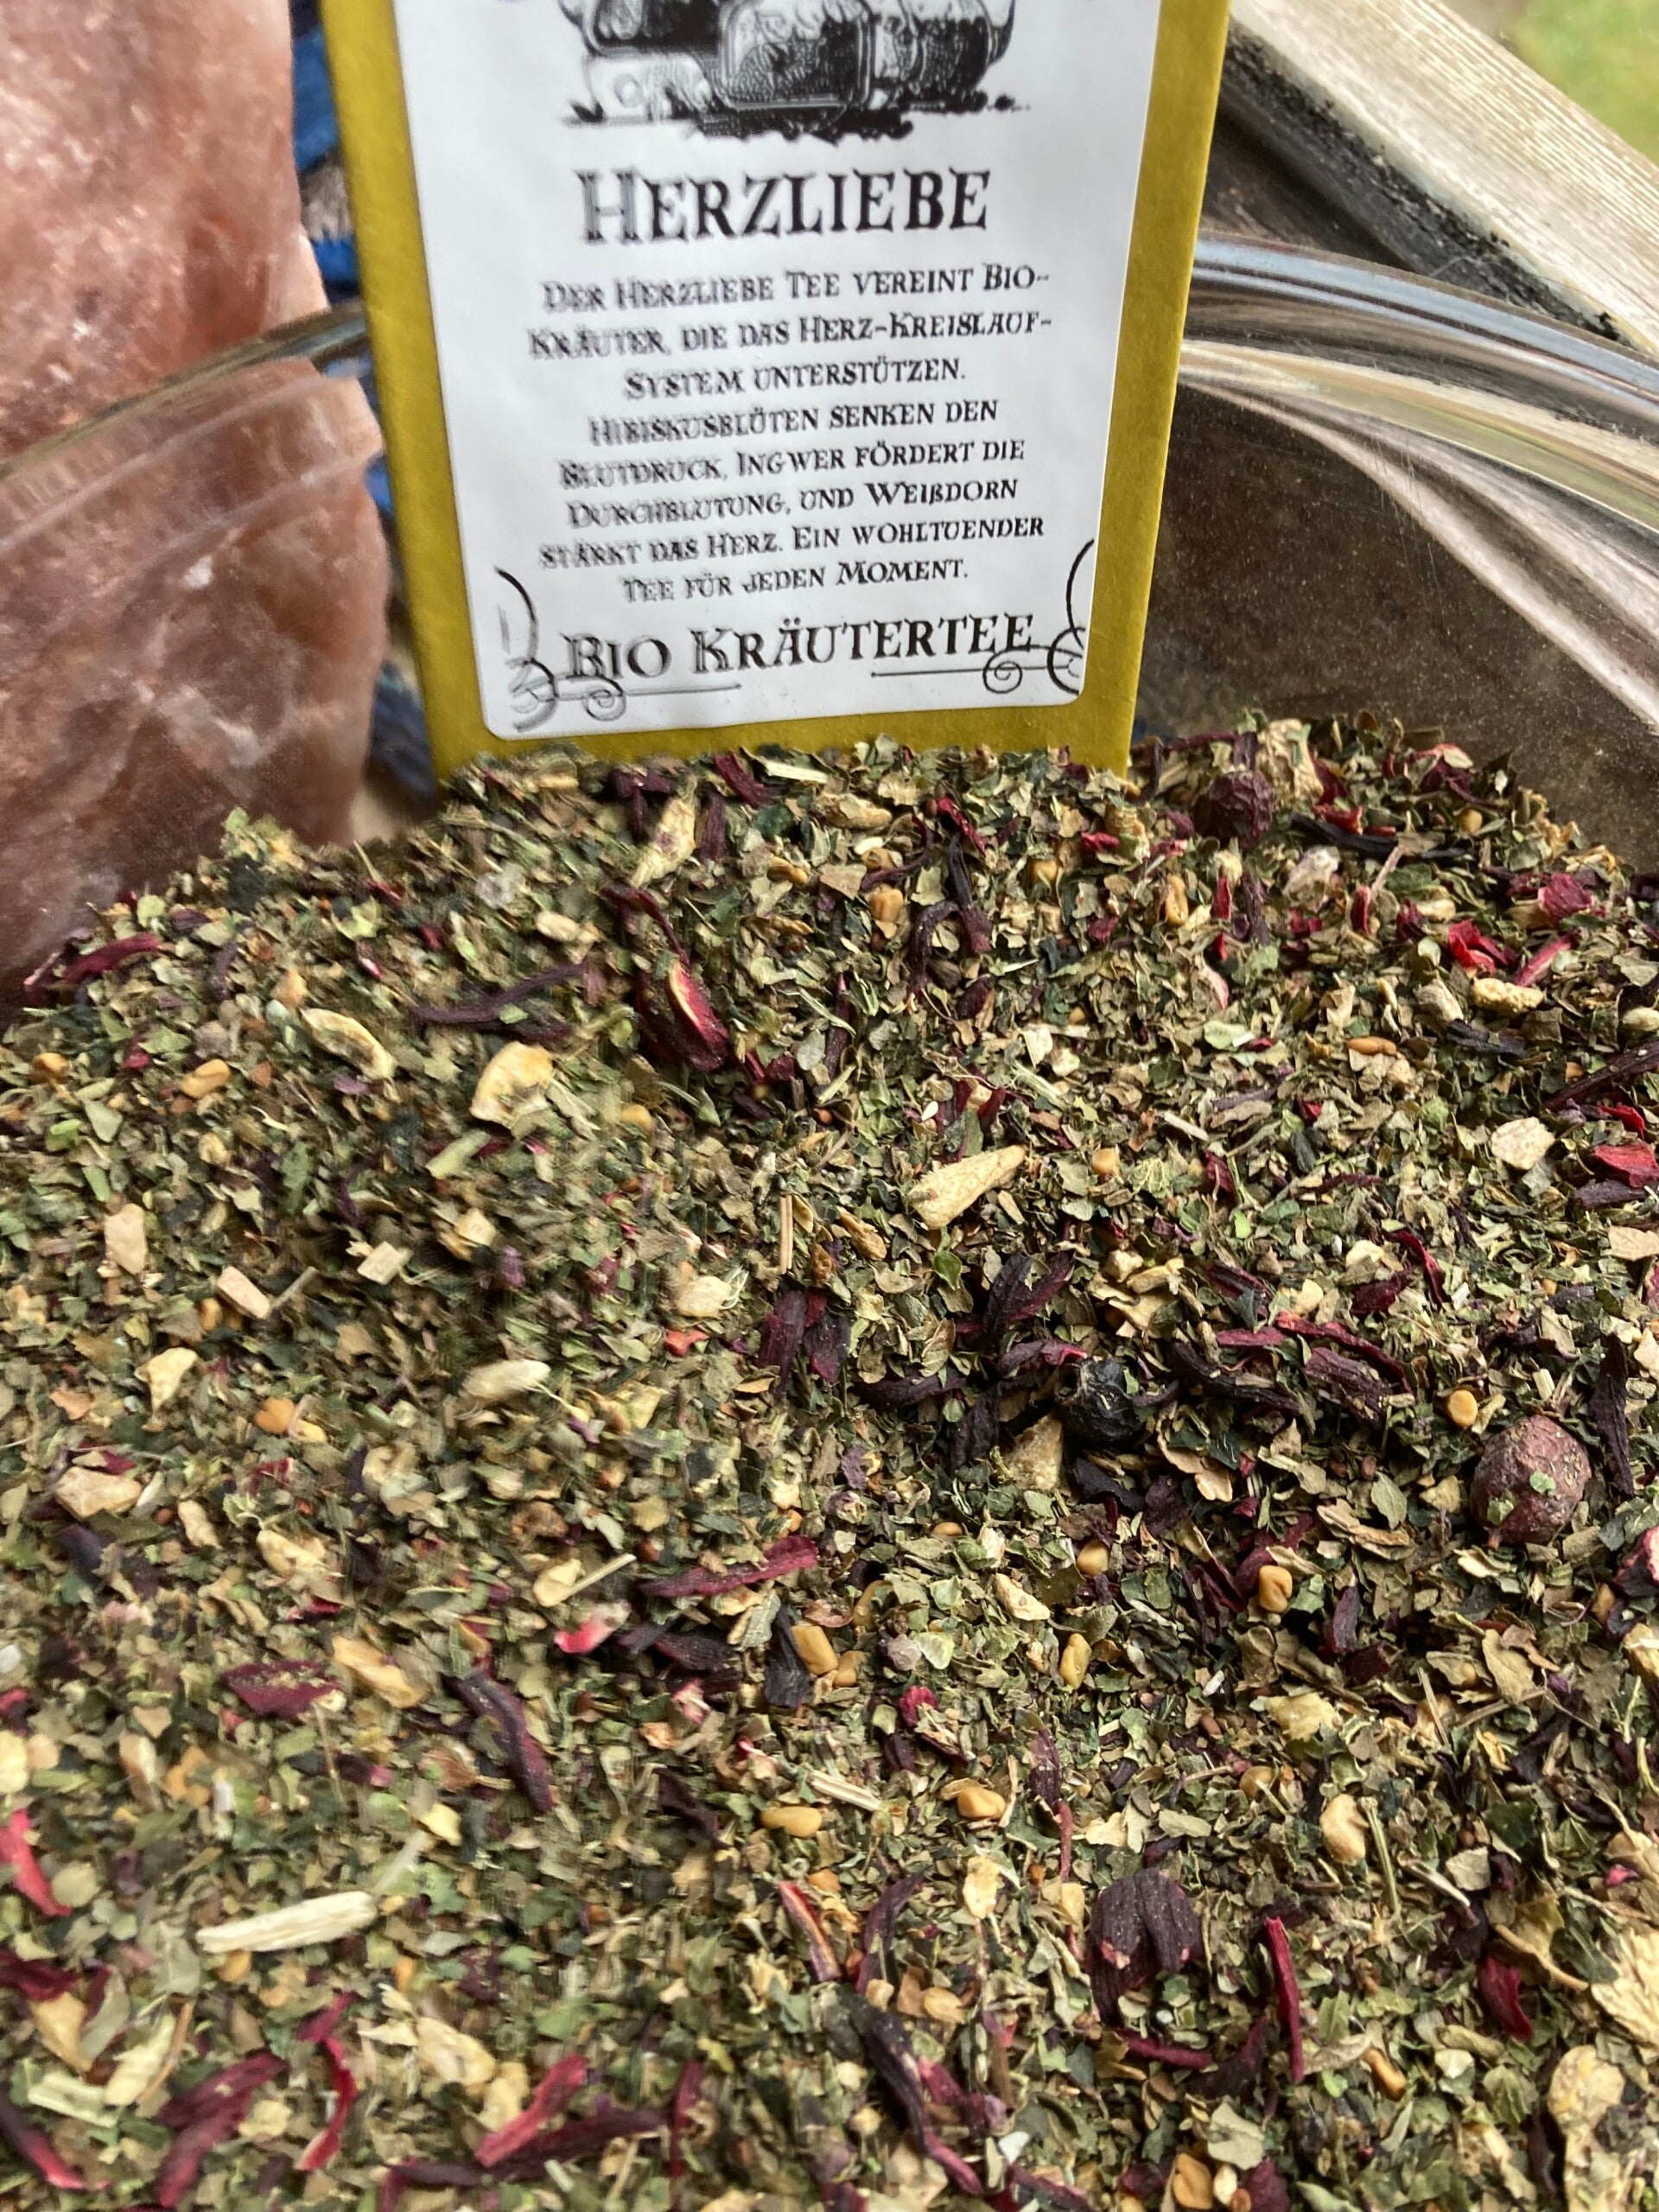 HERZLIEBE
DER HERZLIEBE TEE VEREINT BIO-
KRÄUTER, DIE DAS HERZ-KREISLAUF-
SYSTEM UNTERSTÜTZEN.
HIBISKUSBLÜTEN SENKEN DEN
BLUTDRUCK, INGWER FÖRDERT DIE
DURCHBLUTUNG, UND WEIßDORN
STÄRKT DAS HERZ. EIN WOHLTUENDER
TEE FÜR JEDEN MOMENT.
BIO KRÄUTERTEE